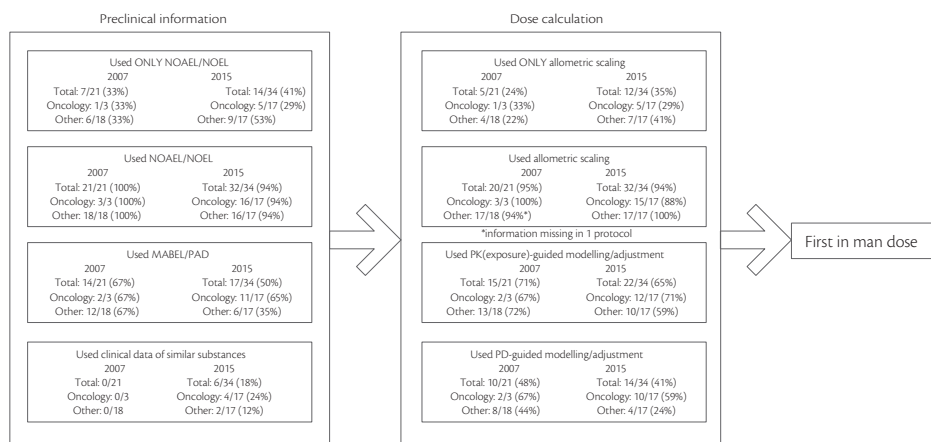 Preclinical information
Used ONLY NOAEL/NOEL
2007 2015
Total: 7/21 (33%) Total: 14/34 (41%)
Oncology: 1/3 (33%) Oncology: 5/17 (29%)
Other: 6/18 (33%) Other: 9/17 (53%)
Used NOAEL/NOEL
2007 2015
Total: 21/21 (100%) Total: 32/34 (94%)
Oncology: 3/3 (100%) Oncology: 16/17 (94%)
Other: 18/18 (100%) Other: 16/17 (94%)
Used MABEL/PAD
2007 2015
Total: 14/21 (67%) Total: 17/34 (50%)
Oncology: 2/3 (67%) Oncology: 11/17 (65%)
Other: 12/18 (67%) Other: 6/17 (35%)
Used clinical data of similar substances
2007 2015
Total: 0/21 Total: 6/34 (18%)
Oncology: 0/3 Oncology: 4/17 (24%)
Other: 0/18 Other: 2/17 (12%)
Dose calculation
Used ONLY allometric scaling
2007 2015
Total: 5/21 (24%) Total: 12/34 (35%)
Oncology: 1/3 (33%) Oncology: 5/17 (29%)
Other: 4/18 (22%) Other: 7/17 (41%)
Used allometric scaling
2007 2015
Total: 20/21 (95%) Total: 32/34 (94%)
Oncology: 3/3 (100%) Oncology: 15/17 (88%)
Other: 17/18 (94%*) Other: 17/17 (100%)
*information missing in 1 protocol
Used PK(exposure)-guided modelling/adjustment
2007 2015
Total: 15/21 (71%) Total: 22/34 (65%)
Oncology: 2/3 (67%) Oncology: 12/17 (71%)
Other: 13/18 (72%) Other: 10/17 (59%)
Used PD-guided modelling/adjustment
2007 2015
Total: 10/21 (48%) Total: 14/34 (41%)
Oncology: 2/3 (67%) Oncology: 10/17 (59%)
Other: 8/18 (44%) Other: 4/17 (24%)
First in man dose